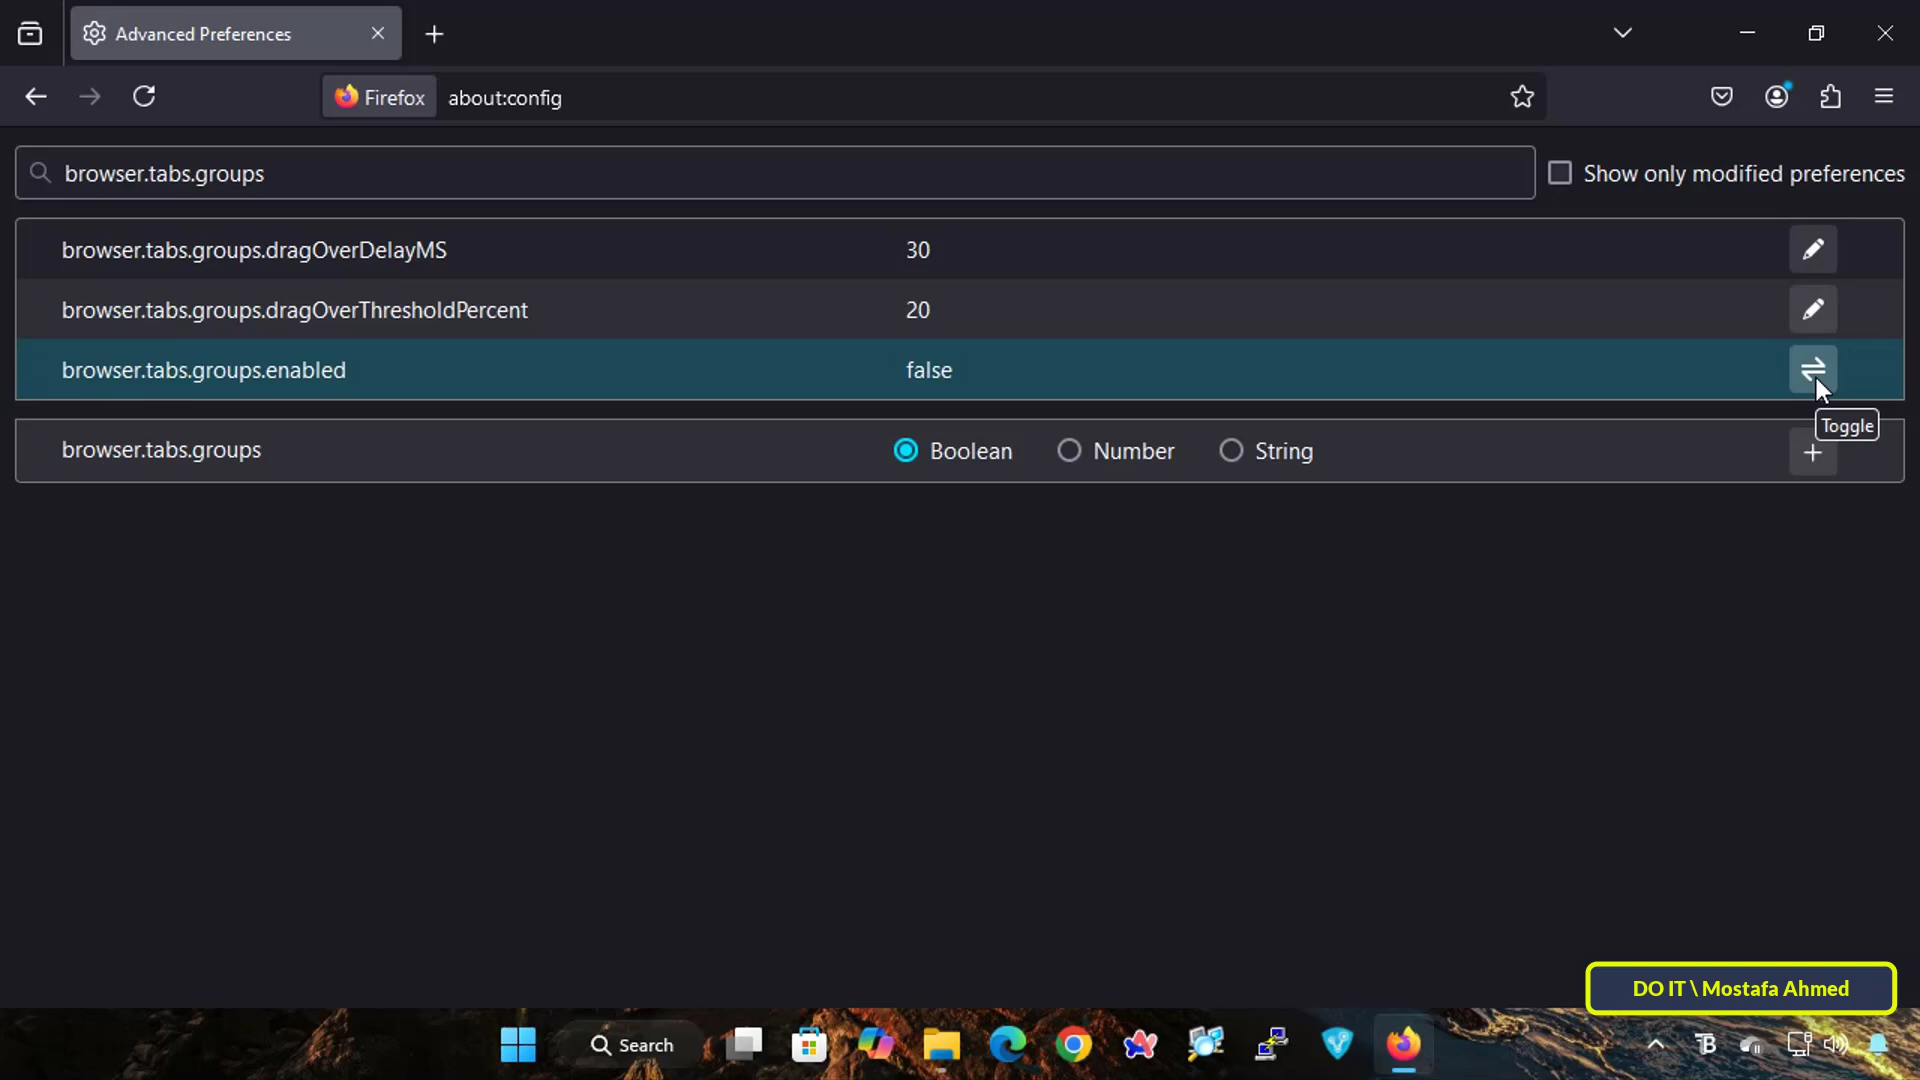 Advanced Preferences
Firefox about:config
browser.tabs.groups Show only modified preferences
browser.tabs.groups.dragOverDelayMS 30
browser.tabs.groups.dragOverThresholdPercent 20
browser.tabs.groups.enabled false
Toggle
browser.tabs.groups Boolean Number String
DO IT \ Mostafa Ahmed
Search